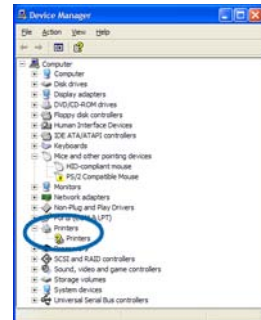 Device Manager
File Action View Help
Computer
Computer
Disk drives
Display adapters
DVD/CD-ROM drives
Floppy disk controllers
Human Interface Devices
IDE ATA/ATAPI controllers
Keyboards
Mice and other pointing devices
HID-compliant mouse
PS/2 Compatible Mouse
Monitors
Network adapters
Non-Plug and Play Drivers
Printers
Printers
SCSI and RAID controllers
Sound, video and game controllers
Storage volumes
System devices
Universal Serial Bus controllers